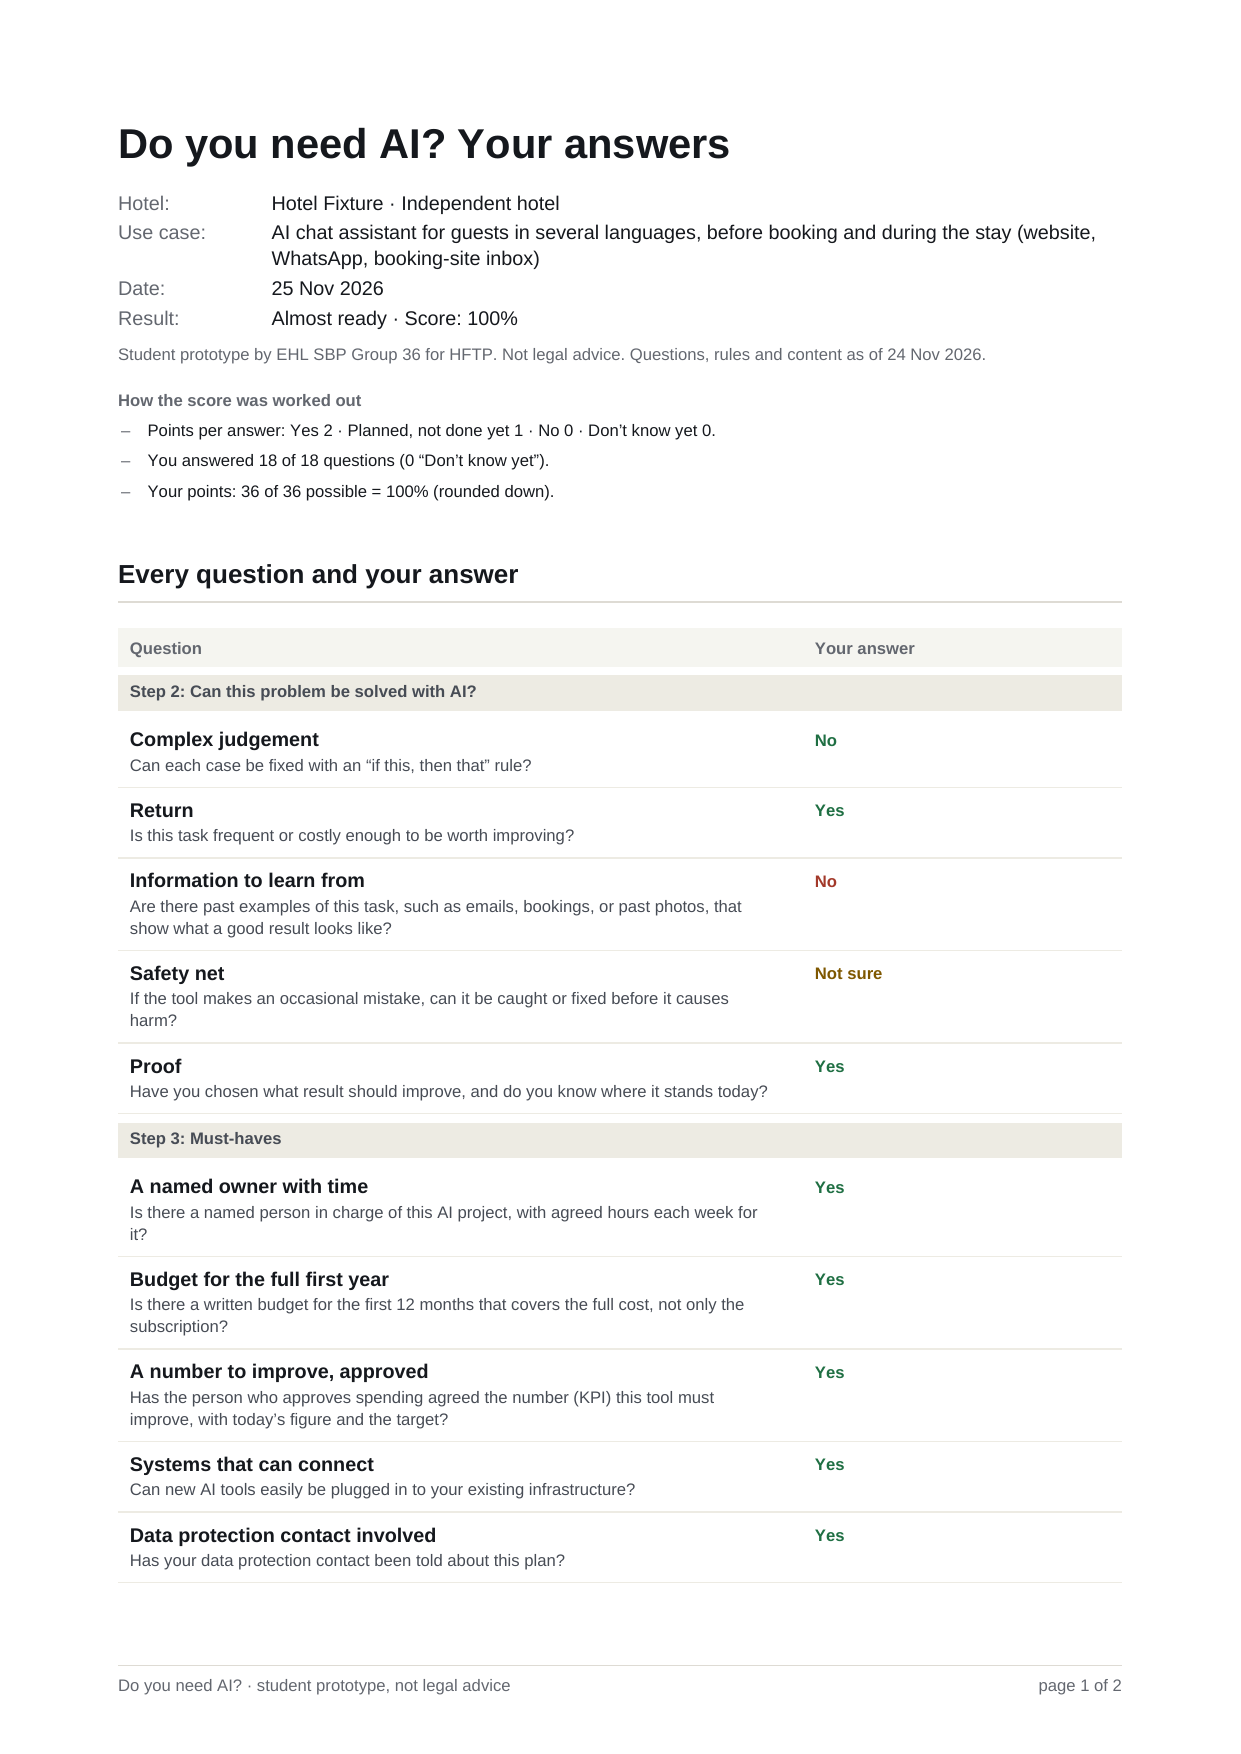 Do you need AI? Your answers
Hotel: Hotel Fixture · Independent hotel
Use case: AI chat assistant for guests in several languages, before booking and during the stay (website,
WhatsApp, booking-site inbox)
Date: 25 Nov 2026
Result: Almost ready · Score: 100%
Student prototype by EHL SBP Group 36 for HFTP. Not legal advice. Questions, rules and content as of 24 Nov 2026.
How the score was worked out
– Points per answer: Yes 2 · Planned, not done yet 1 · No 0 · Don’t know yet 0.
– You answered 18 of 18 questions (0 “Don’t know yet”).
– Your points: 36 of 36 possible = 100% (rounded down).
Every question and your answer
Question Your answer
Step 2: Can this problem be solved with AI?
Complex judgement No
Can each case be fixed with an “if this, then that” rule?
Return Yes
Is this task frequent or costly enough to be worth improving?
Information to learn from No
Are there past examples of this task, such as emails, bookings, or past photos, that
show what a good result looks like?
Safety net Not sure
If the tool makes an occasional mistake, can it be caught or fixed before it causes
harm?
Proof Yes
Have you chosen what result should improve, and do you know where it stands today?
Step 3: Must-haves
A named owner with time Yes
Is there a named person in charge of this AI project, with agreed hours each week for
it?
Budget for the full first year Yes
Is there a written budget for the first 12 months that covers the full cost, not only the
subscription?
A number to improve, approved Yes
Has the person who approves spending agreed the number (KPI) this tool must
improve, with today’s figure and the target?
Systems that can connect Yes
Can new AI tools easily be plugged in to your existing infrastructure?
Data protection contact involved Yes
Has your data protection contact been told about this plan?
Do you need AI? · student prototype, not legal advice page 1 of 2